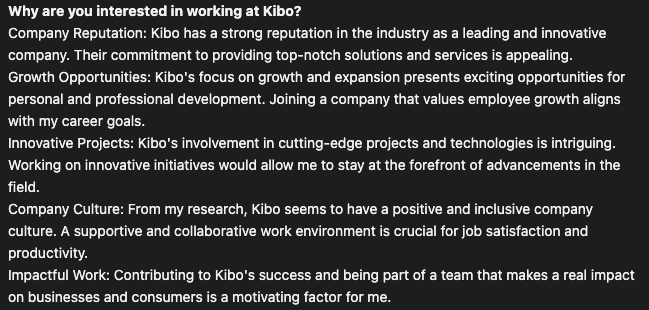 Why are you interested in working at Kibo?
Company Reputation: Kibo has a strong reputation in the industry as a leading and innovative
company. Their commitment to providing top-notch solutions and services is appealing.
Growth Opportunities: Kibo's focus on growth and expansion presents exciting opportunities for
personal and professional development. Joining a company that values employee growth aligns
with my career goals.
Innovative Projects: Kibo's involvement in cutting-edge projects and technologies is intriguing.
Working on innovative initiatives would allow me to stay at the forefront of advancements in the
field.
Company Culture: From my research, Kibo seems to have a positive and inclusive company
culture. A supportive and collaborative work environment is crucial for job satisfaction and
productivity.
Impactful Work: Contributing to Kibo's success and being part of a team that makes a real impact
on businesses and consumers is a motivating factor for me.